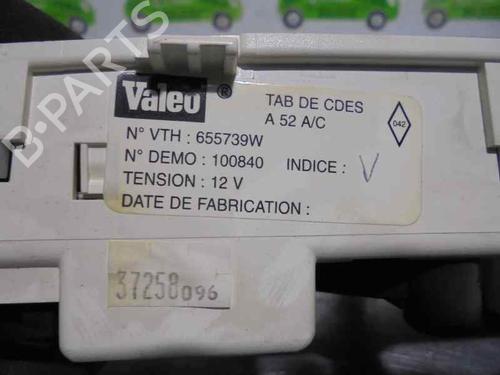 B-PARTS
Valeo ®
TAB DE CDES
A 52 A/C
042
N° VTH : 655739W
N° DEMO : 100840 INDICE : V
TENSION : 12 V
DATE DE FABRICATION :
37258096